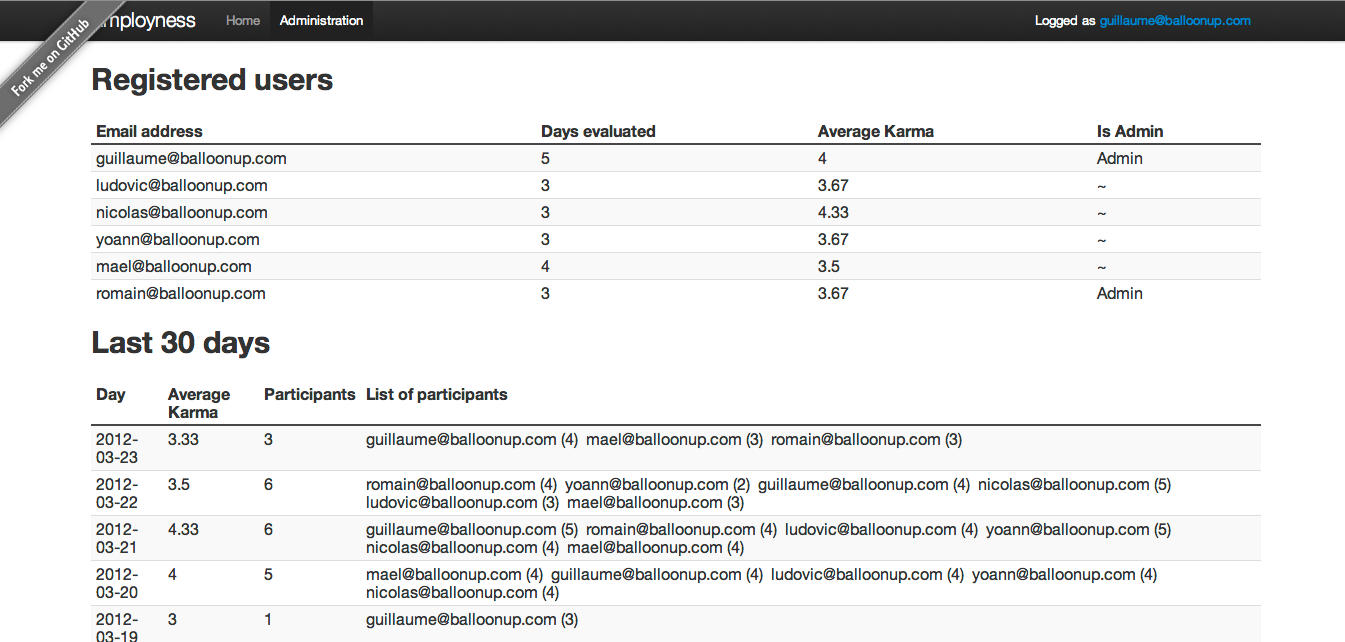 Fork me on GitHub
mployness Home Administration Logged as guillaume@balloonup.com
Registered users
Email address Days evaluated Average Karma Is Admin
guillaume@balloonup.com 5 4 Admin
ludovic@balloonup.com 3 3.67 ~
nicolas@balloonup.com 3 4.33 ~
yoann@balloonup.com 3 3.67 ~
mael@balloonup.com 4 3.5 ~
romain@balloonup.com 3 3.67 Admin
Last 30 days
Day Average Participants List of participants
Karma
2012- 3.33 3 guillaume@balloonup.com (4) mael@balloonup.com (3) romain@balloonup.com (3)
03-23
2012- 3.5 6 romain@balloonup.com (4) yoann@balloonup.com (2) guillaume@balloonup.com (4) nicolas@balloonup.com (5)
03-22 ludovic@balloonup.com (3) mael@balloonup.com (3)
2012- 4.33 6 guillaume@balloonup.com (5) romain@balloonup.com (4) ludovic@balloonup.com (4) yoann@balloonup.com (5)
03-21 nicolas@balloonup.com (4) mael@balloonup.com (4)
2012- 4 5 mael@balloonup.com (4) guillaume@balloonup.com (4) ludovic@balloonup.com (4) yoann@balloonup.com (4)
03-20 nicolas@balloonup.com (4)
2012- 3 1 guillaume@balloonup.com (3)
03-19